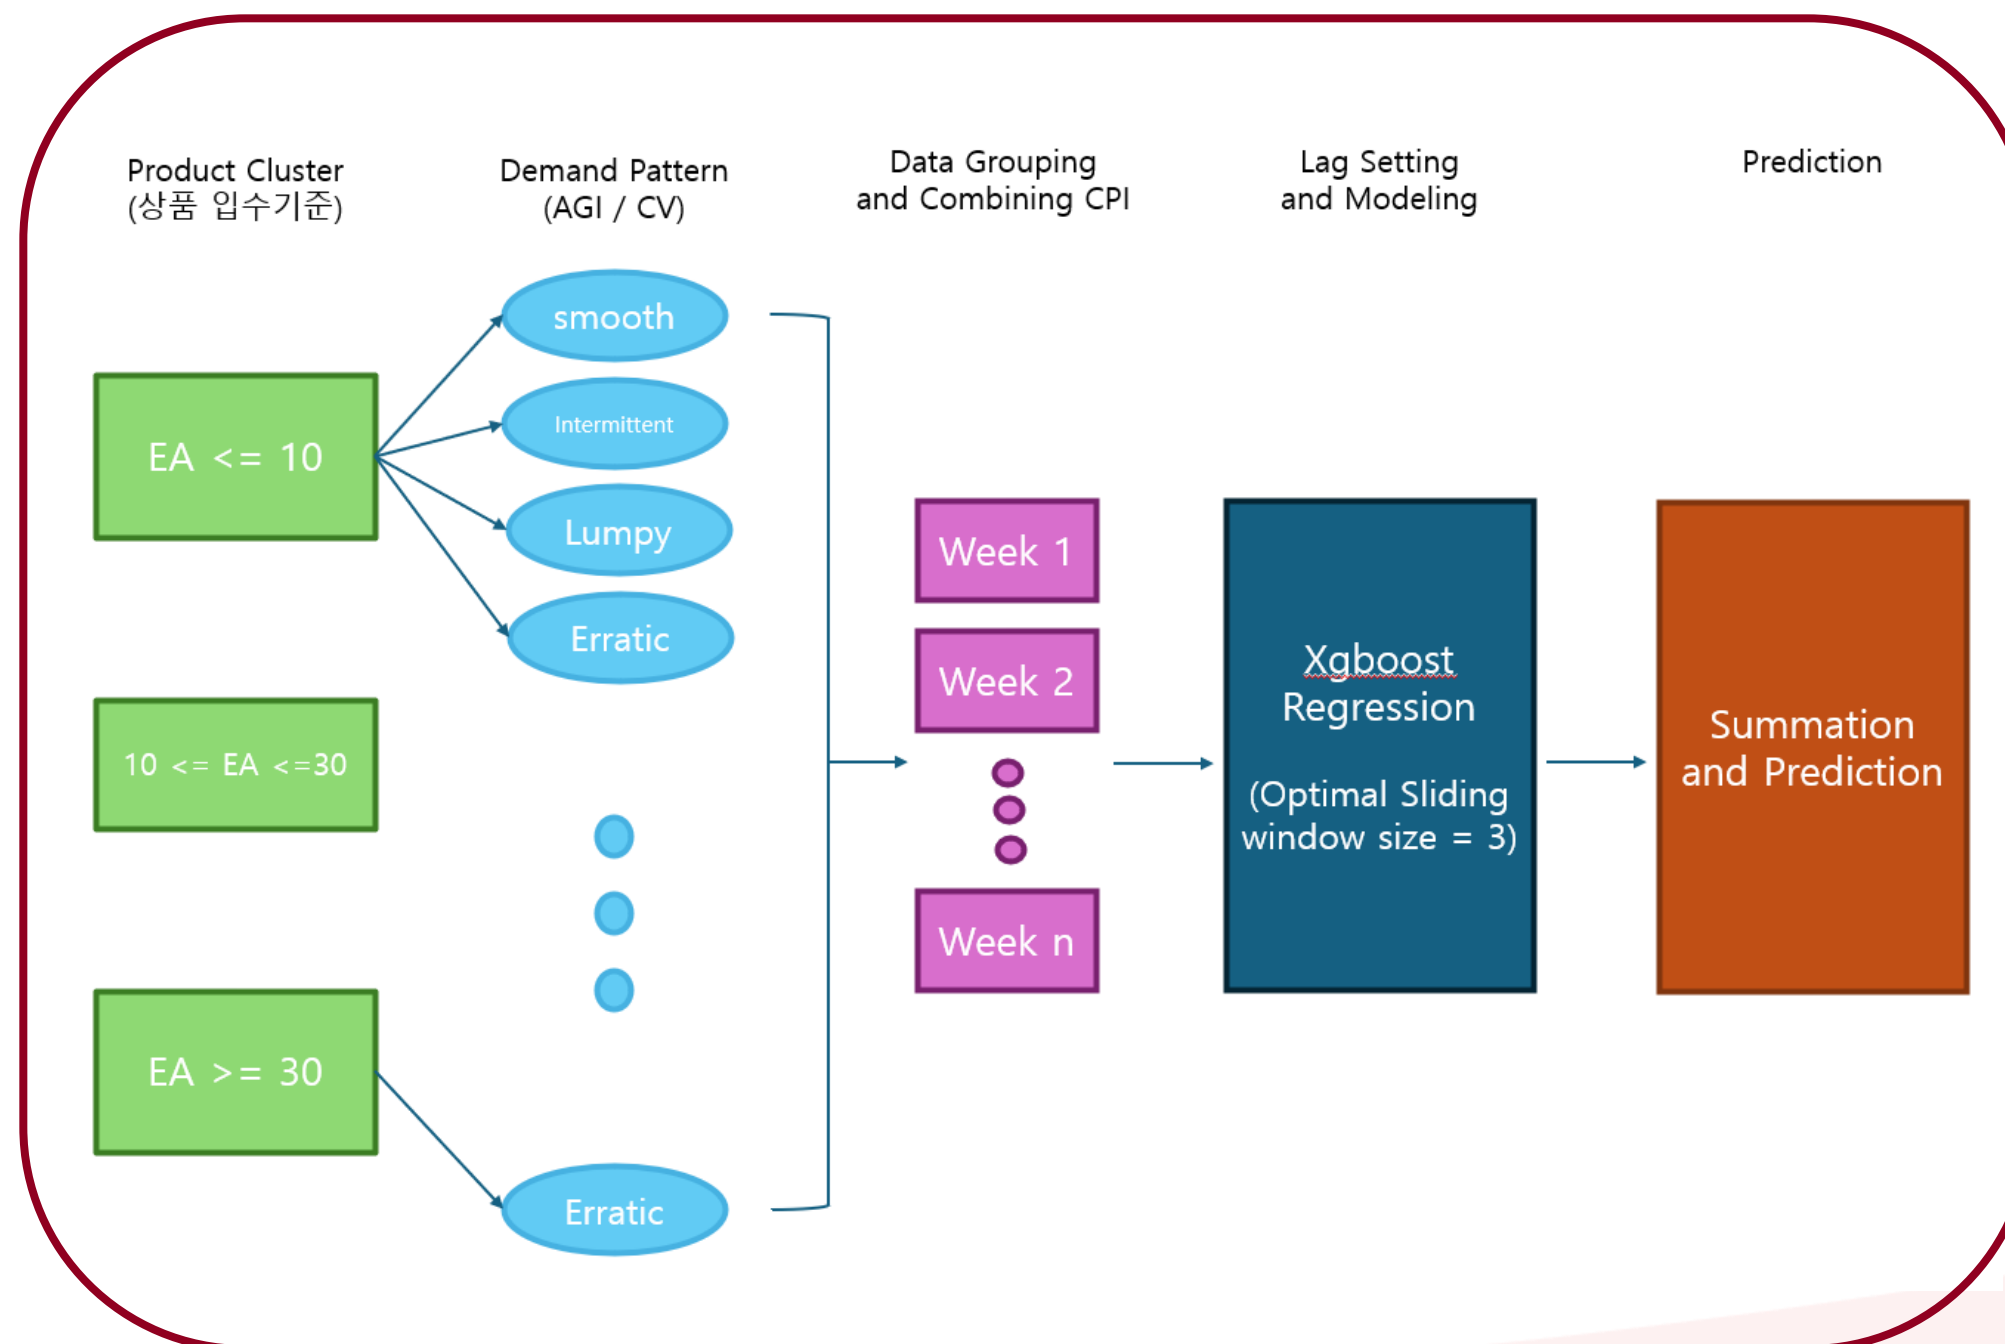 Product Cluster
(상품 입수기준)
Demand Pattern
(AGI / CV)
Data Grouping
and Combining CPI
Lag Setting
and Modeling
Prediction
EA <= 10
10 <= EA <=30
EA >= 30
smooth
Intermittent
Lumpy
Erratic
Erratic
Week 1
Week 2
Week n
Xgboost
Regression
(Optimal Sliding
window size = 3)
Summation
and Prediction